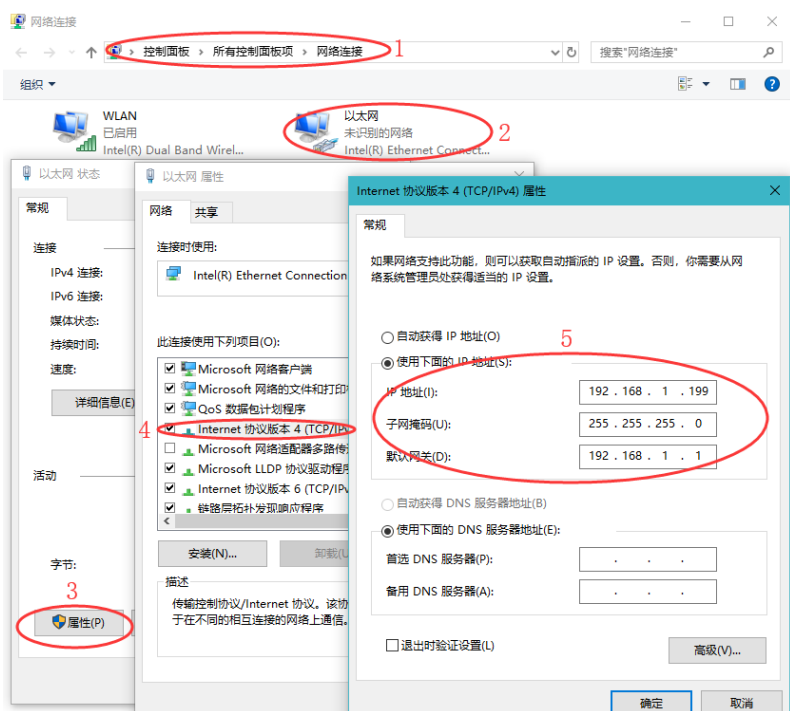 网络连接
控制面板 › 所有控制面板项 › 网络连接
1
搜索"网络连接"
组织
WLAN
已启用
Intel(R) Dual Band Wirel...
以太网
未识别的网络
Intel(R) Ethernet Connect...
2
以太网 状态
常规
连接
IPv4 连接:
IPv6 连接:
媒体状态:
持续时间:
速度:
详细信息(E)
活动
字节:
3
属性(P)
以太网 属性
网络
共享
连接时使用:
Intel(R) Ethernet Connection
此连接使用下列项目(O):
Microsoft 网络客户端
Microsoft 网络的文件和打印
QoS 数据包计划程序
4
Internet 协议版本 4 (TCP/IPv
Microsoft 网络适配器多路传
Microsoft LLDP 协议驱动程序
Internet 协议版本 6 (TCP/IPv
链路层拓扑发现响应程序
安装(N)...
卸载(U
描述
传输控制协议/Internet 协议。该协
于在不同的相互连接的网络上通信。
Internet 协议版本 4 (TCP/IPv4) 属性
常规
如果网络支持此功能，则可以获取自动指派的 IP 设置。否则，你需要从网
络系统管理员处获得适当的 IP 设置。
自动获得 IP 地址(O)
5
使用下面的 IP 地址(S):
IP 地址(I):
192 . 168 . 1 . 199
子网掩码(U):
255 . 255 . 255 . 0
默认网关(D):
192 . 168 . 1 . 1
自动获得 DNS 服务器地址(B)
使用下面的 DNS 服务器地址(E):
首选 DNS 服务器(P):
备用 DNS 服务器(A):
退出时验证设置(L)
高级(V)...
确定
取消